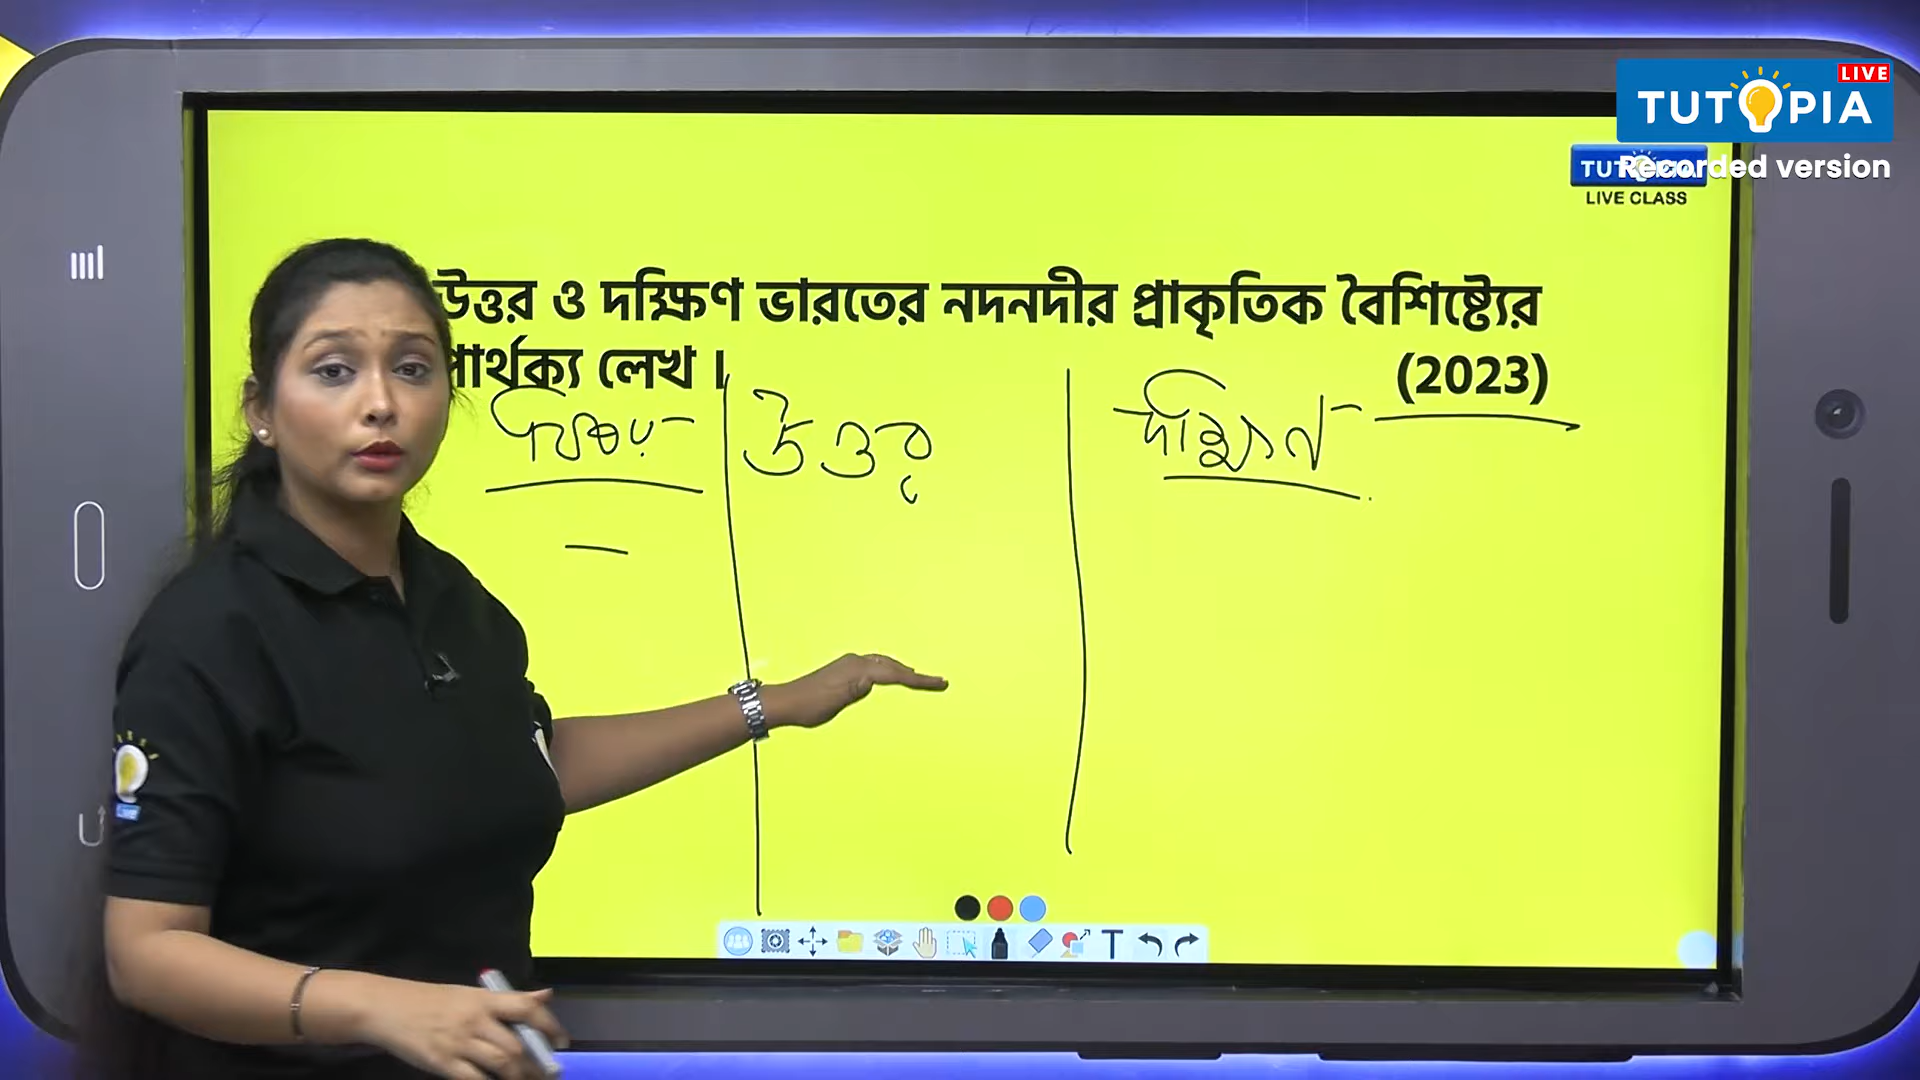 LIVE
TUTOPIA
Recorded version
LIVE CLASS
উত্তর ও দক্ষিণ ভারতের নদনদীর প্রাকৃতিক বৈশিষ্ট্যের
পার্থক্য লেখ।
(2023)
বিষয়
উত্তর
দক্ষিণ